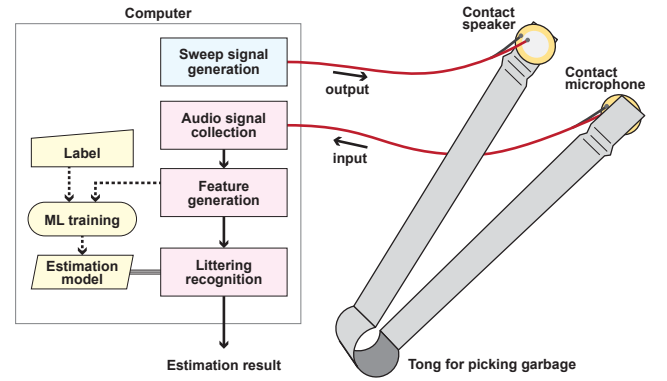 Computer
Sweep signal
generation
Audio signal
collection
Label
Feature
generation
ML training
Estimation
model
Littering
recognition
Estimation result
output
input
Contact
speaker
Contact
microphone
Tong for picking garbage